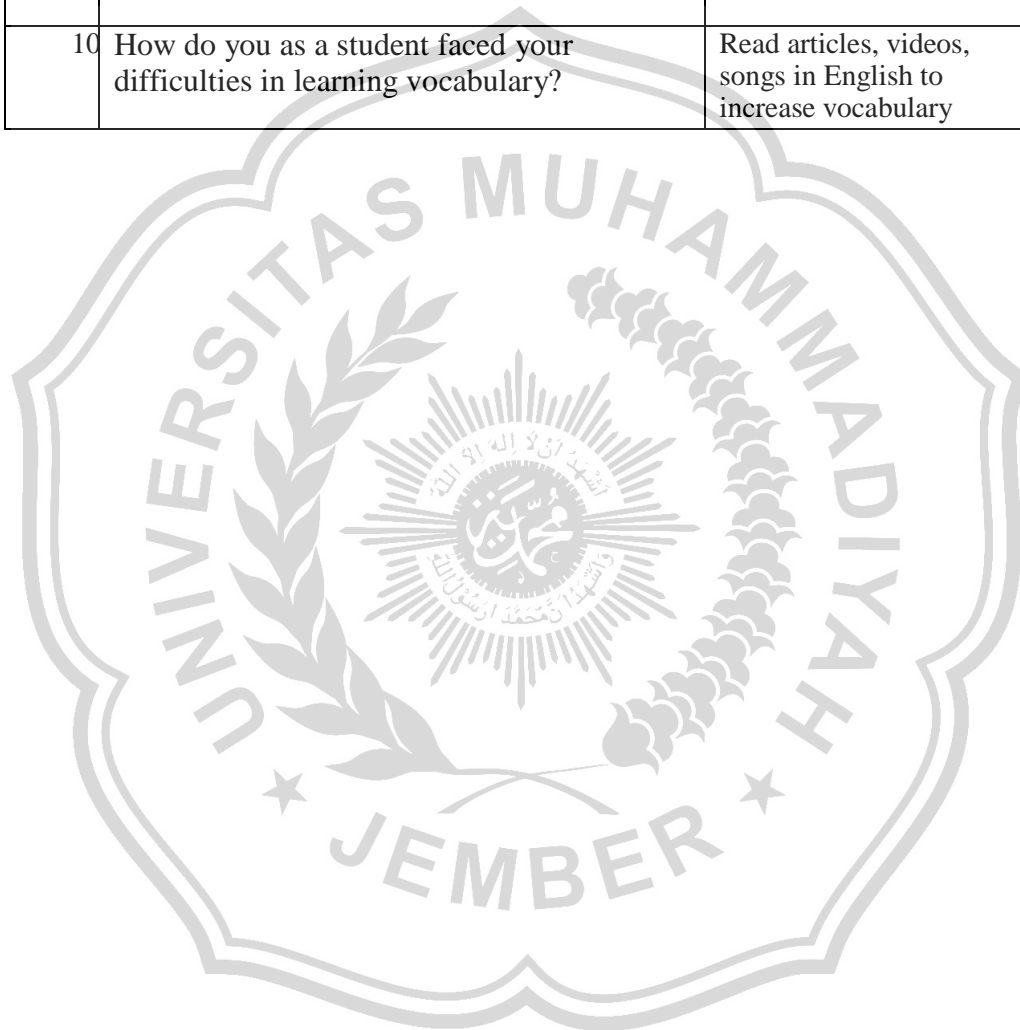 10 How do you as a student faced your
difficulties in learning vocabulary?
Read articles, videos,
songs in English to
increase vocabulary
UNIVERSITAS MUHAMMADIYAH
JEMBER